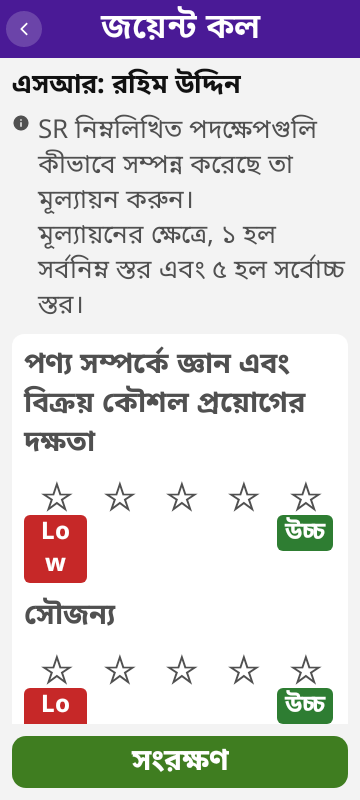 জয়েন্ট কল
এসআর: রহিম উদ্দিন
SR নিম্নলিখিত পদক্ষেপগুলি
কীভাবে সম্পন্ন করেছে তা
মূল্যায়ন করুন।
মূল্যায়নের ক্ষেত্রে, ১ হল
সর্বনিম্ন স্তর এবং ৫ হল সর্বোচ্চ
স্তর।
পণ্য সম্পর্কে জ্ঞান এবং
বিক্রয় কৌশল প্রয়োগের
দক্ষতা
Lo
w
উচ্চ
সৌজন্য
Lo
উচ্চ
সংরক্ষণ